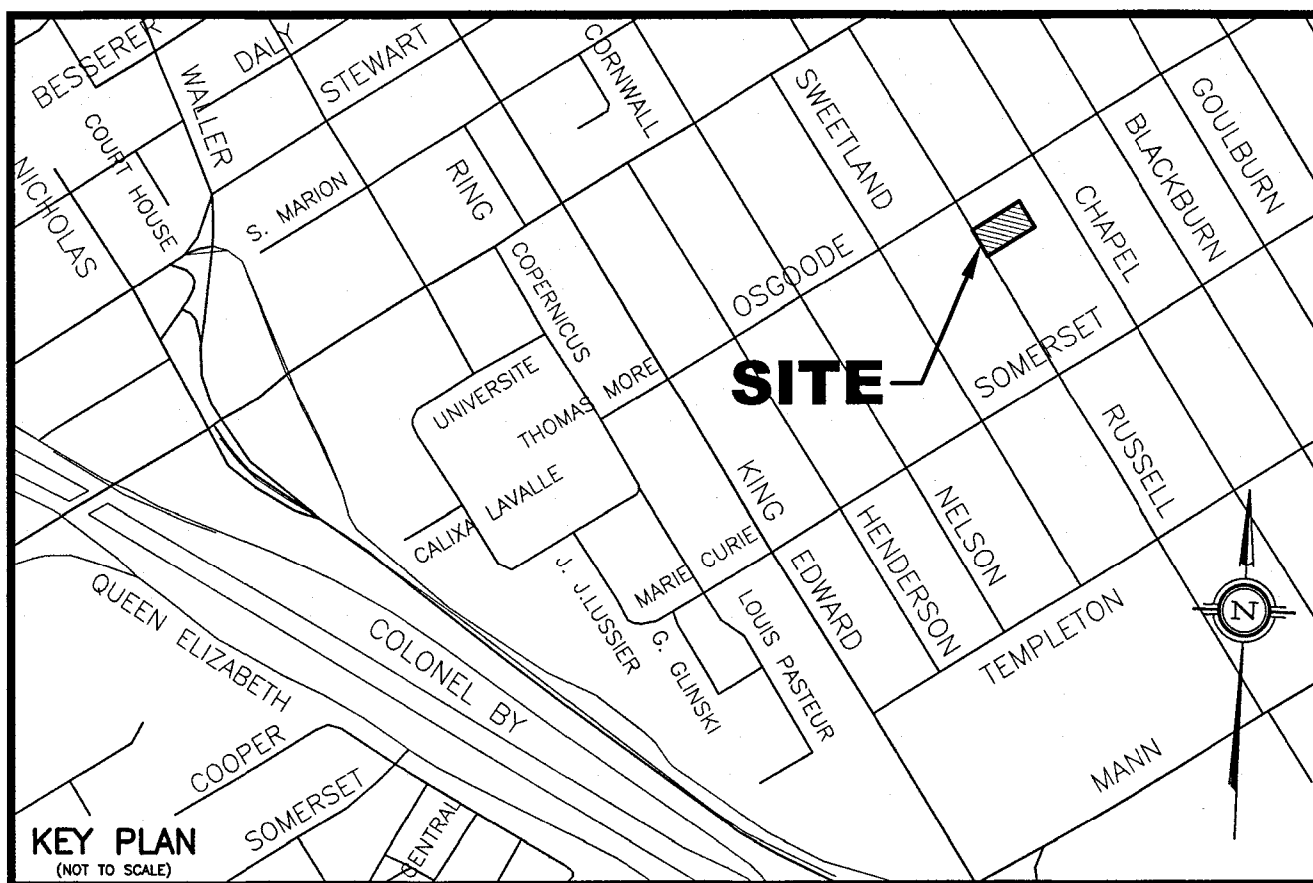 BESSERER
DALY
WALLER
STEWART
CORNWALL
SWEETLAND
GOULBURN
BLACKBURN
COURT HOUSE
NICHOLAS
S. MARION
RING
CHAPEL
COPERNICUS
OSGOODE
SITE
SOMERSET
UNIVERSITE
THOMAS MORE
RUSSELL
CALIXA LAVALLE
KING EDWARD
NELSON
HENDERSON
MARIE CURIE
J. J.LUSSIER
G. GLINSKI
LOUIS PASTEUR
TEMPLETON
N
QUEEN ELIZABETH
COLONEL BY
MANN
COOPER
SOMERSET
CENTRAL
KEY PLAN
(NOT TO SCALE)